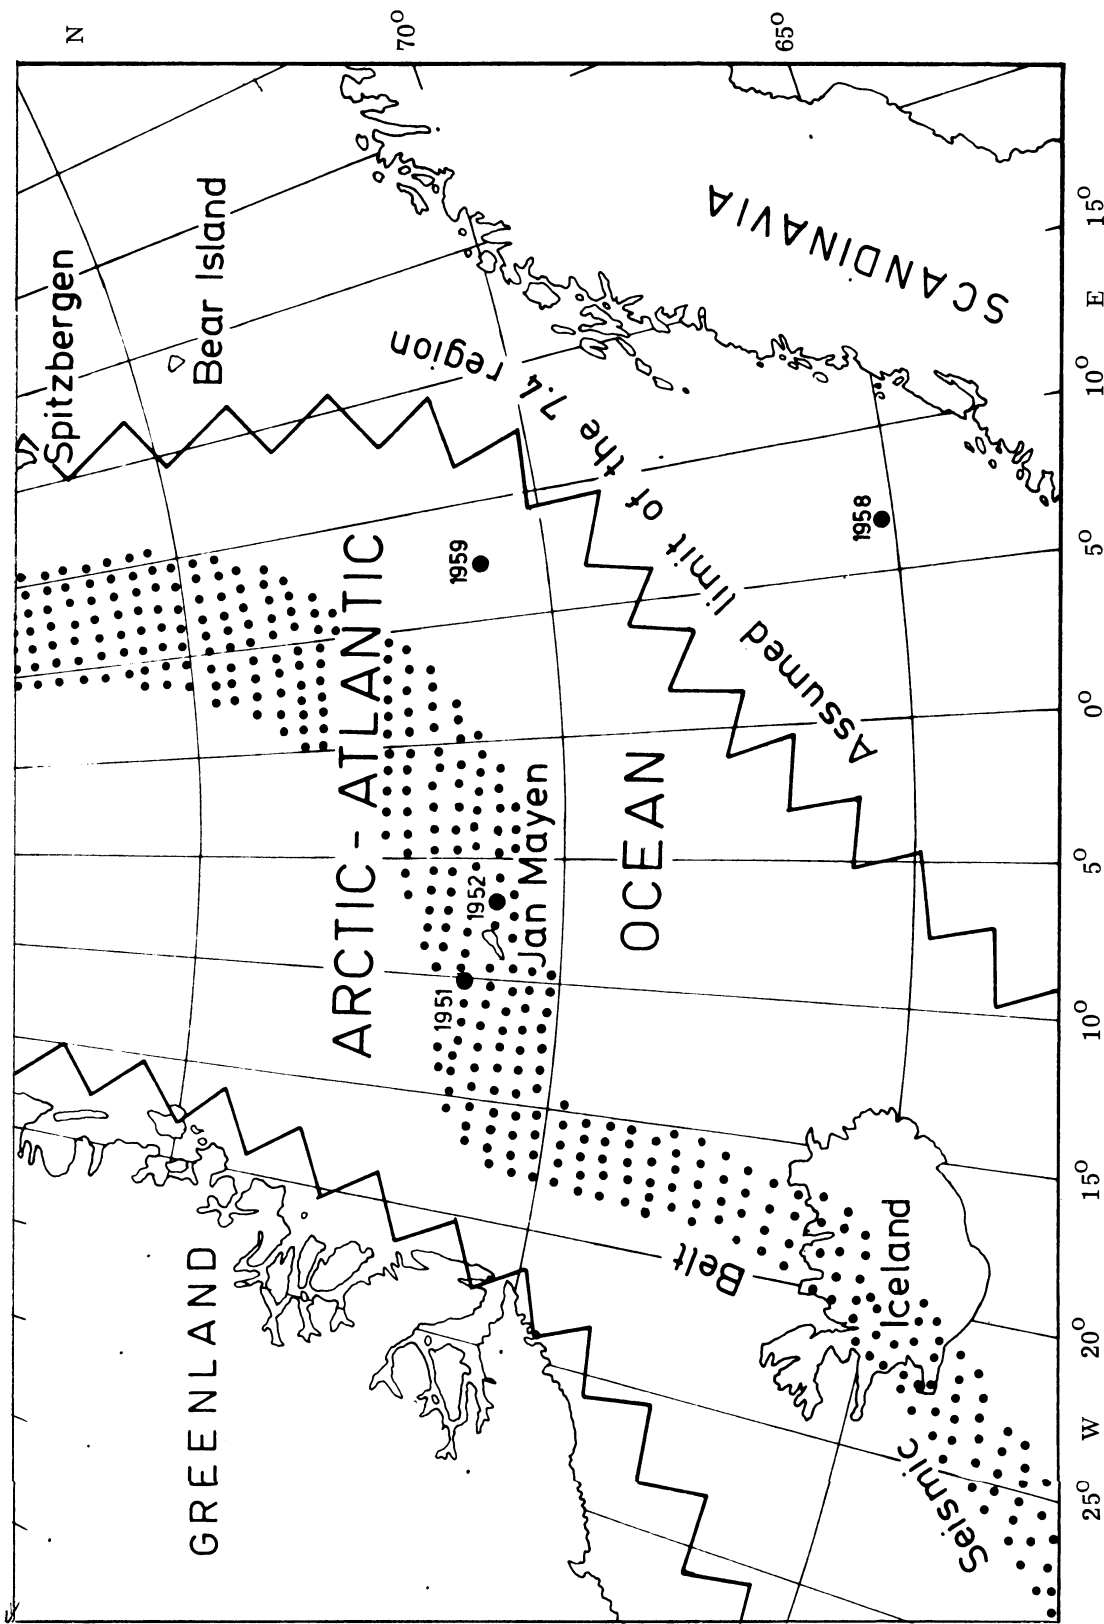 N
70°
65°
Spitzbergen
Bear Island
SCANDINAVIA
Assumed limit of the 7.4 region
ARCTIC - ATLANTIC
OCEAN
1959
1958
1952
1951
Jan Mayen
GREENLAND
Iceland
Seismic Belt
25°
W
20°
15°
10°
5°
0°
5°
10°
E
15°